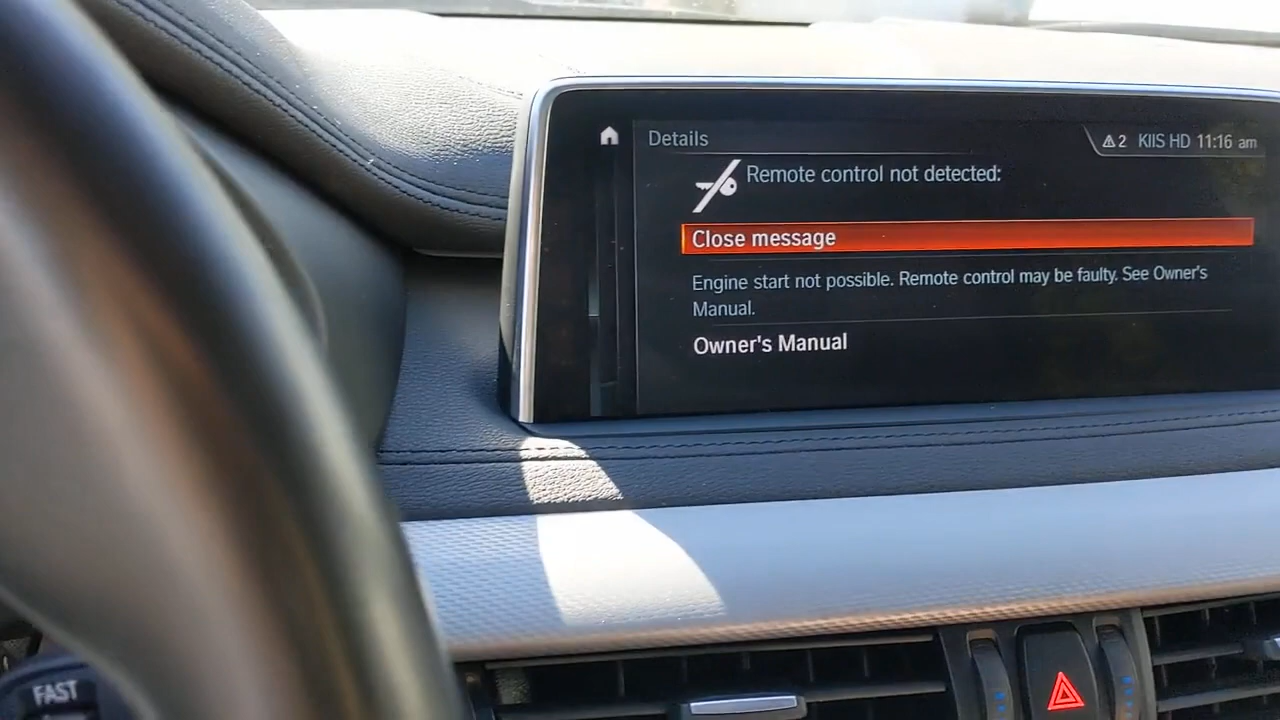 Details
2 KIIS HD 11:16 am
Remote control not detected:
Close message
Engine start not possible. Remote control may be faulty. See Owner's
Manual.
Owner's Manual
FAST